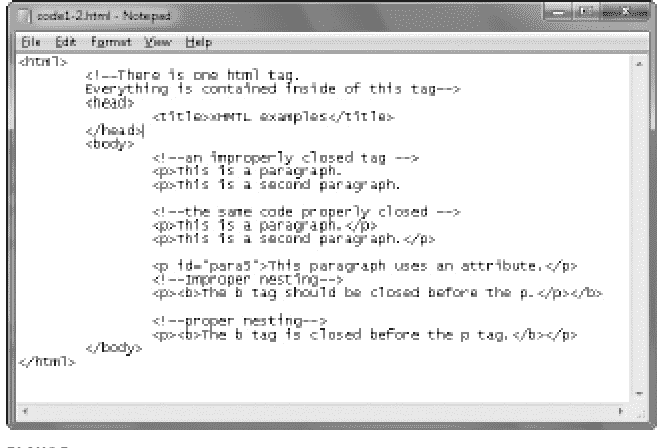 code1-2.html - Notepad
File Edit Format View Help
<html>
<!--There is one html tag.
Everything is contained inside of this tag-->
<head>
<title>XHMTL examples</title>
</head>
<body>
<!--an improperly closed tag -->
<p>This is a paragraph.
<p>This is a second paragraph.
<!--the same code properly closed -->
<p>This is a paragraph.</p>
<p>This is a second paragraph.</p>
<p id="para5">This paragraph uses an attribute.</p>
<!--Improper nesting-->
<p><b>The b tag should be closed before the p.</p></b>
<!--proper nesting-->
<p><b>The b tag is closed before the p tag.</b></p>
</body>
</html>